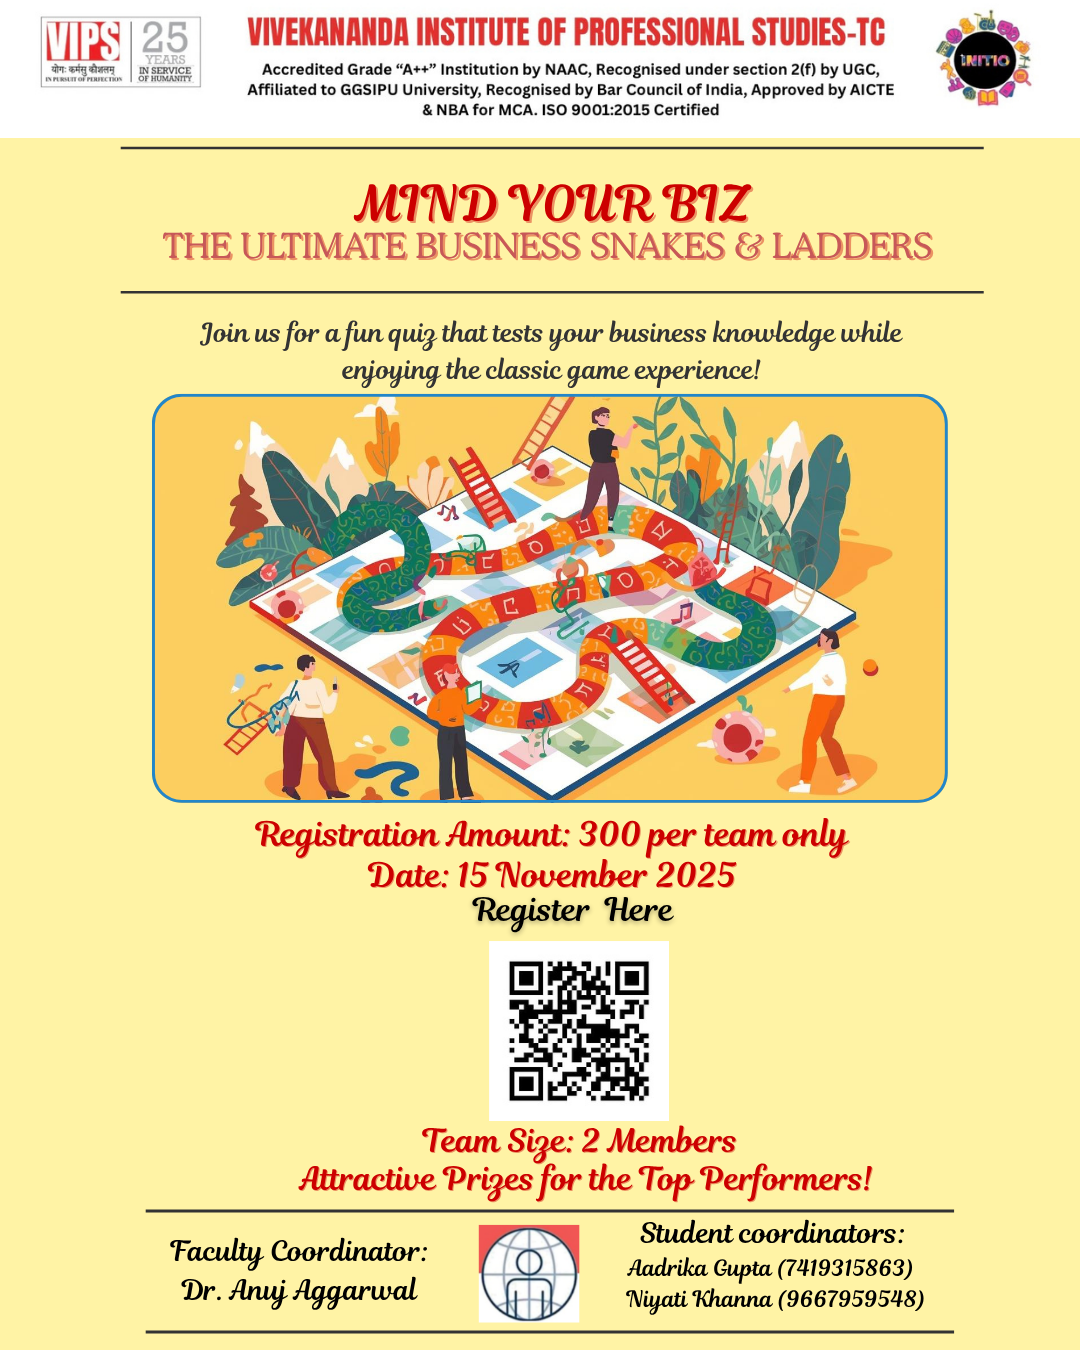 VIPS
योग: कर्मसु कौशलम्
IN PURSUIT OF PERFECTION
25
YEARS
IN SERVICE
OF HUMANITY
VIVEKANANDA INSTITUTE OF PROFESSIONAL STUDIES-TC
Accredited Grade “A++” Institution by NAAC, Recognised under section 2(f) by UGC,
Affiliated to GGSIPU University, Recognised by Bar Council of India, Approved by AICTE
& NBA for MCA. ISO 9001:2015 Certified
INITIO
MIND YOUR BIZ
THE ULTIMATE BUSINESS SNAKES & LADDERS
Join us for a fun quiz that tests your business knowledge while
enjoying the classic game experience!
Registration Amount: 300 per team only
Date: 15 November 2025
Register Here
Team Size: 2 Members
Attractive Prizes for the Top Performers!
Faculty Coordinator:
Dr. Anuj Aggarwal
Student coordinators:
Aadrika Gupta (7419315863)
Niyati Khanna (9667959548)